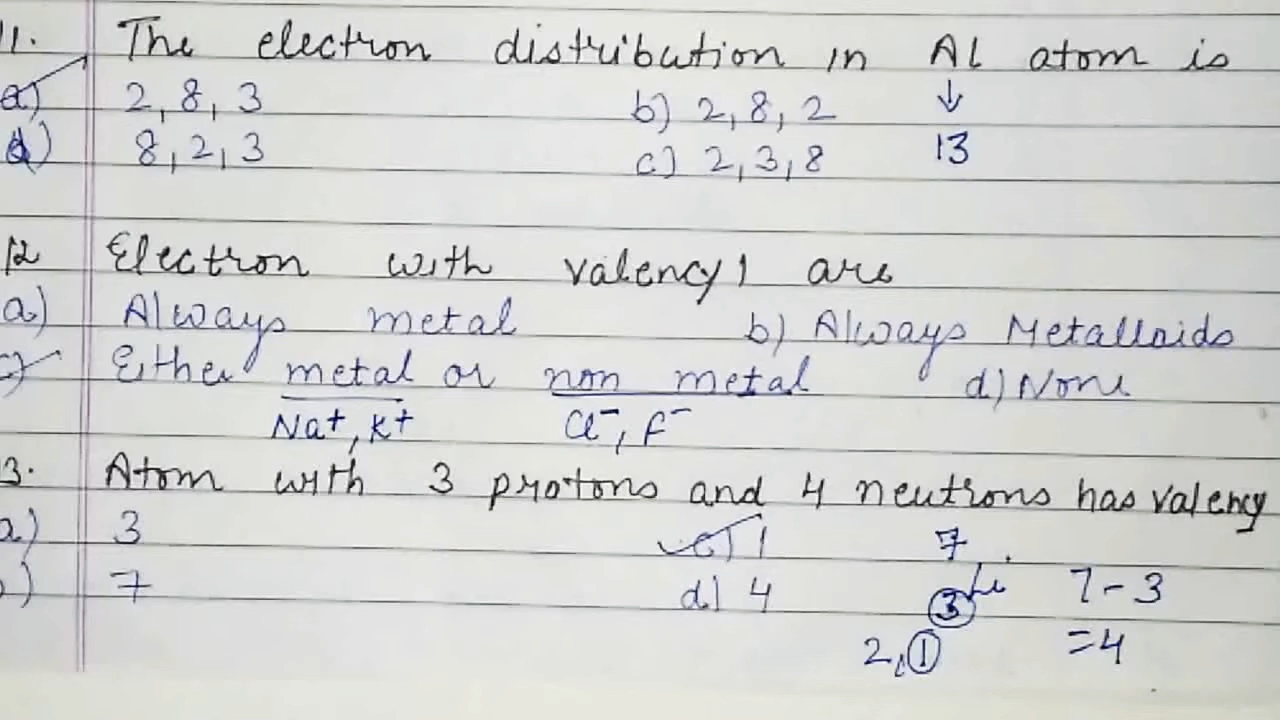 11. The electron distribution in Al atom is
a) 2, 8, 3 b) 2, 8, 2 ↓
d) 8, 2, 3 c) 2, 3, 8 13
12 Electron with valency 1 are
a) Always metal b) Always Metalloids
c) Either metal or non metal d) None
Na+, K+ Cl-, F-
3. Atom with 3 protons and 4 neutrons has valency
a) 3 c) 1 7
) 7 d) 4 3 Li 7-3
2, 1 =4